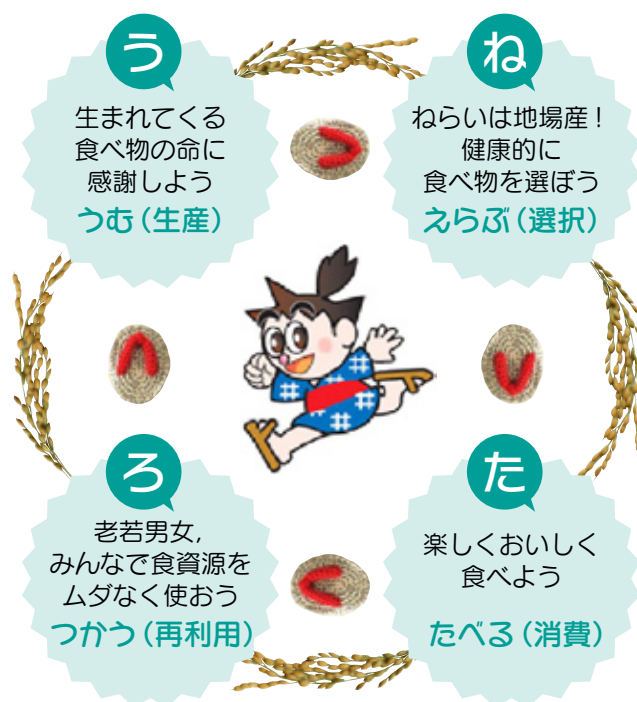 う
生まれてくる
食べ物の命に
感謝しよう
うむ（生産）
ね
ねらいは地場産！
健康的に
食べ物を選ぼう
えらぶ（選択）
ろ
老若男女,
みんなで食資源を
ムダなく使おう
つかう（再利用）
た
楽しくおいしく
食べよう
たべる（消費）